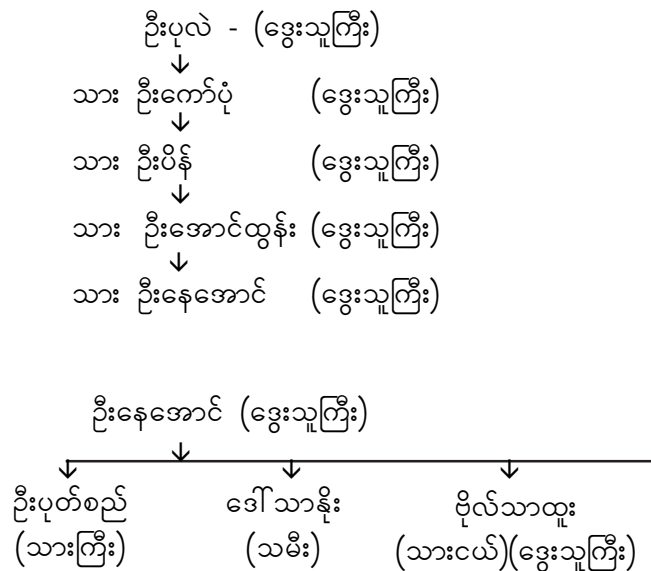 ဦးပုလဲ - (ဒွေးသူကြီး)
သား ဦးကော်ပုံ (ဒွေးသူကြီး)
သား ဦးပိန် (ဒွေးသူကြီး)
သား ဦးအောင်ထွန်း (ဒွေးသူကြီး)
သား ဦးနေအောင် (ဒွေးသူကြီး)
ဦးနေအောင် (ဒွေးသူကြီး)
ဦးပုတ်စည် ဒေါ်သာနိုး ဗိုလ်သာထူး
(သားကြီး) (သမီး) (သားငယ်)(ဒွေးသူကြီး)